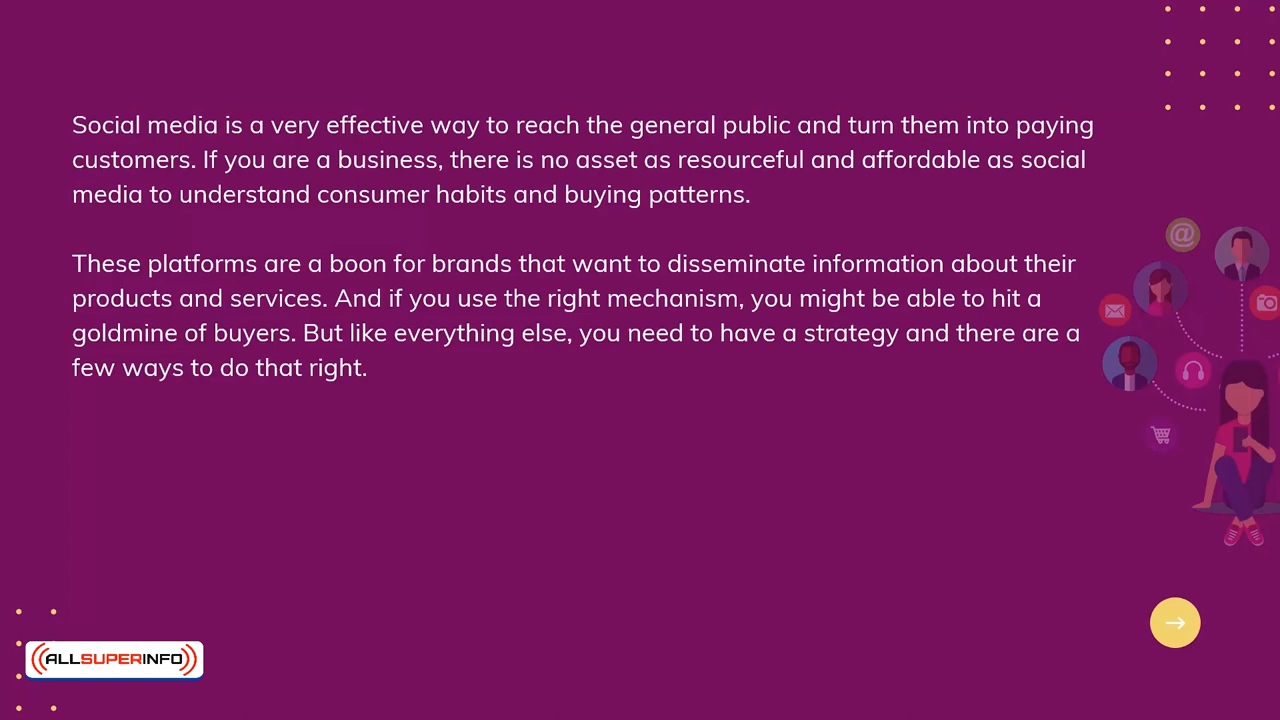 Social media is a very effective way to reach the general public and turn them into paying
customers. If you are a business, there is no asset as resourceful and affordable as social
media to understand consumer habits and buying patterns.
These platforms are a boon for brands that want to disseminate information about their
products and services. And if you use the right mechanism, you might be able to hit a
goldmine of buyers. But like everything else, you need to have a strategy and there are a
few ways to do that right.
@
ALLSUPERINFO